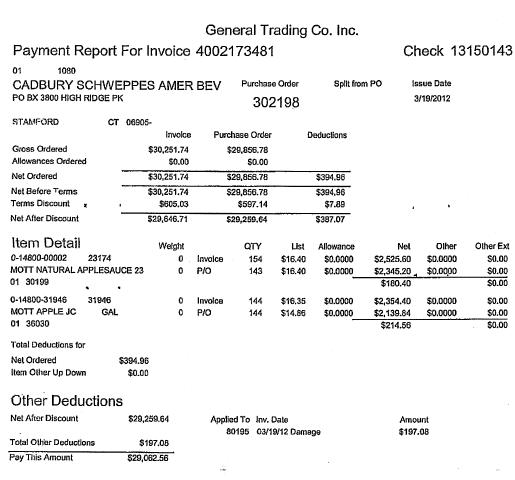 General Trading Co. Inc.
Payment Report For Invoice 4002173481 Check 13150143
01 1080
CADBURY SCHWEPPES AMER BEV Purchase Order Split from PO Issue Date
PO BX 3800 HIGH RIDGE PK 302198 3/19/2012
STAMFORD CT 06905-
Invoice Purchase Order Deductions
Gross Ordered $30,251.74 $29,856.78
Allowances Ordered $0.00 $0.00
Net Ordered $30,251.74 $29,856.78 $394.96
Net Before Terms $30,251.74 $29,856.78 $394.96
Terms Discount $605.03 $597.14 $7.89
Net After Discount $29,646.71 $29,259.64 $387.07
Item Detail Weight QTY List Allowance Net Other Other Ext
0-14800-00002 23174 0 Invoice 154 $16.40 $0.0000 $2,525.60 $0.0000 $0.00
MOTT NATURAL APPLESAUCE 23 0 P/O 143 $16.40 $0.0000 $2,345.20 $0.0000 $0.00
01 30199 $180.40 $0.00
0-14800-31946 31946 0 Invoice 144 $16.35 $0.0000 $2,354.40 $0.0000 $0.00
MOTT APPLE JC GAL 0 P/O 144 $14.86 $0.0000 $2,139.84 $0.0000 $0.00
01 36030 $214.56 $0.00
Total Deductions for
Net Ordered $394.96
Item Other Up Down $0.00
Other Deductions
Net After Discount $29,259.64 Applied To Inv. Date Amount
80195 03/19/12 Damage $197.08
Total Other Deductions $197.08
Pay This Amount $29,062.56